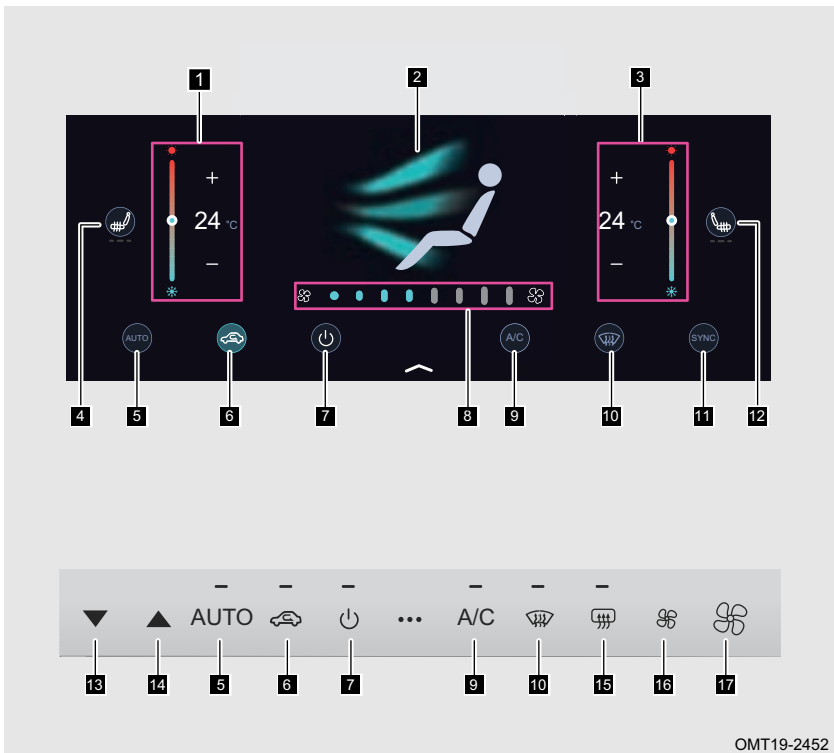 1 2 3
+ +
24 °C 24 °C
− −
AUTO A/C SYNC
4 5 6 7 8 9 10 11 12
AUTO ••• A/C
13 14 5 6 7 9 10 15 16 17
OMT19-2452